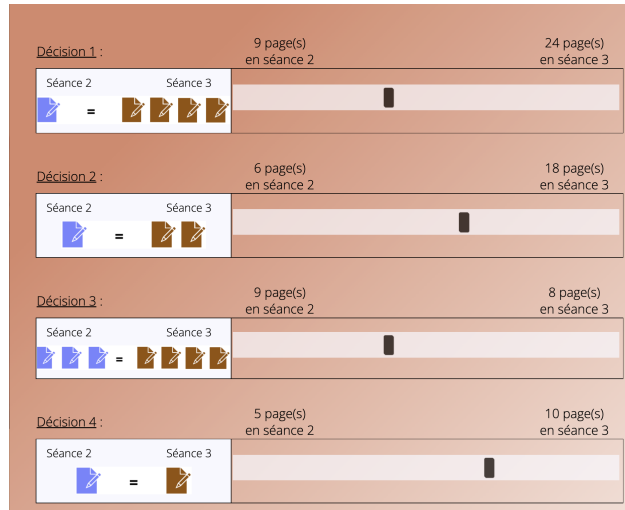 Décision 1 :
9 page(s)
en séance 2
24 page(s)
en séance 3
Séance 2
Séance 3
=
Décision 2 :
6 page(s)
en séance 2
18 page(s)
en séance 3
Séance 2
Séance 3
=
Décision 3 :
9 page(s)
en séance 2
8 page(s)
en séance 3
Séance 2
Séance 3
=
Décision 4 :
5 page(s)
en séance 2
10 page(s)
en séance 3
Séance 2
Séance 3
=